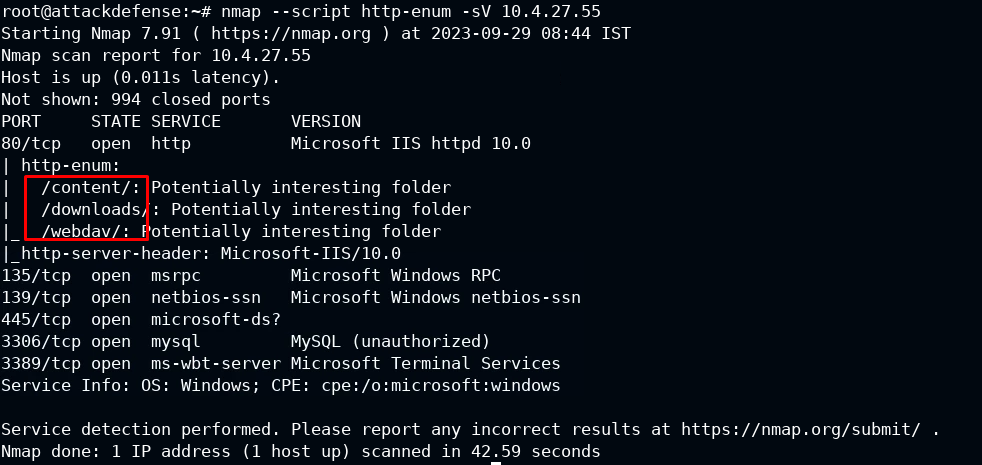 root@attackdefense:~# nmap --script http-enum -sV 10.4.27.55
Starting Nmap 7.91 ( https://nmap.org ) at 2023-09-29 08:44 IST
Nmap scan report for 10.4.27.55
Host is up (0.011s latency).
Not shown: 994 closed ports
PORT     STATE SERVICE       VERSION
80/tcp   open  http          Microsoft IIS httpd 10.0
| http-enum:
|   /content/: Potentially interesting folder
|   /downloads/: Potentially interesting folder
|_  /webdav/: Potentially interesting folder
|_http-server-header: Microsoft-IIS/10.0
135/tcp  open  msrpc         Microsoft Windows RPC
139/tcp  open  netbios-ssn   Microsoft Windows netbios-ssn
445/tcp  open  microsoft-ds?
3306/tcp open  mysql         MySQL (unauthorized)
3389/tcp open  ms-wbt-server Microsoft Terminal Services
Service Info: OS: Windows; CPE: cpe:/o:microsoft:windows
Service detection performed. Please report any incorrect results at https://nmap.org/submit/ .
Nmap done: 1 IP address (1 host up) scanned in 42.59 seconds